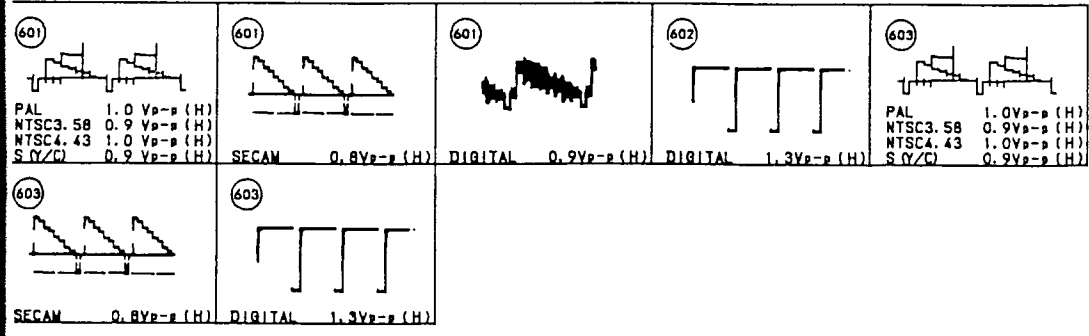 601
PAL 1.0 Vp-p (H)
NTSC3.58 0.9 Vp-p (H)
NTSC4.43 1.0 Vp-p (H)
S (Y/C) 0.9 Vp-p (H)
601
SECAM 0.8Vp-p (H)
601
DIGITAL 0.9Vp-p (H)
602
DIGITAL 1.3Vp-p (H)
603
PAL 1.0Vp-p (H)
NTSC3.58 0.9Vp-p (H)
NTSC4.43 1.0Vp-p (H)
S (Y/C) 0.9Vp-p (H)
603
SECAM 0.8Vp-p (H)
603
DIGITAL 1.3Vp-p (H)